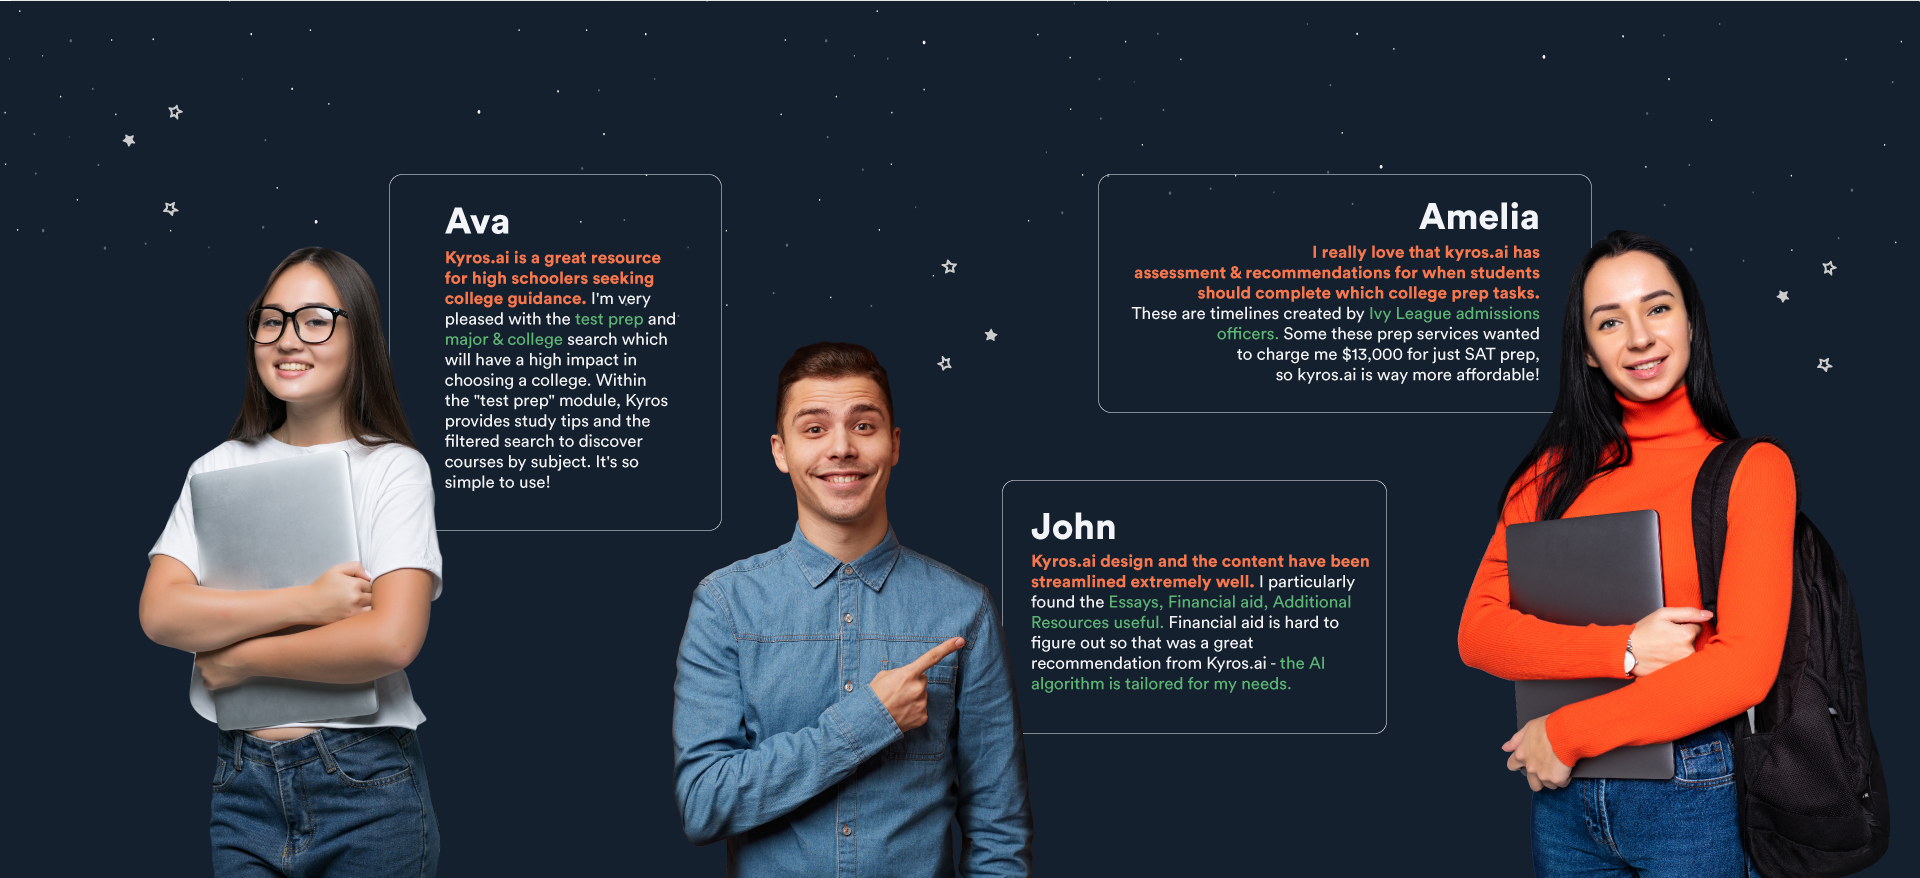 Ava
Kyros.ai is a great resource
for high schoolers seeking
college guidance. I'm very
pleased with the test prep and
major & college search which
will have a high impact in
choosing a college. Within
the "test prep" module, Kyros
provides study tips and the
filtered search to discover
courses by subject. It's so
simple to use!
Amelia
I really love that kyros.ai has
assessment & recommendations for when students
should complete which college prep tasks.
These are timelines created by Ivy League admissions
officers. Some these prep services wanted
to charge me $13,000 for just SAT prep,
so kyros.ai is way more affordable!
John
Kyros.ai design and the content have been
streamlined extremely well. I particularly
found the Essays, Financial aid, Additional
Resources useful. Financial aid is hard to
figure out so that was a great
recommendation from Kyros.ai - the AI
algorithm is tailored for my needs.